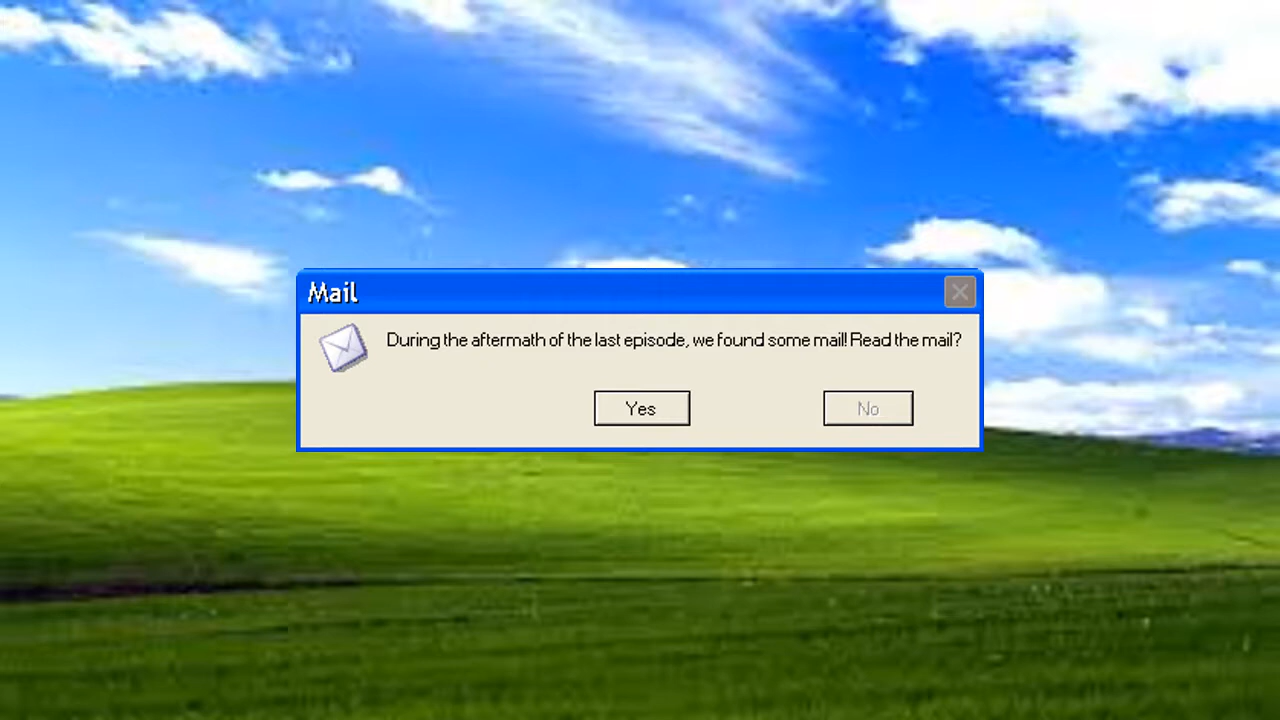 Mail
During the aftermath of the last episode, we found some mail! Read the mail?
Yes
No